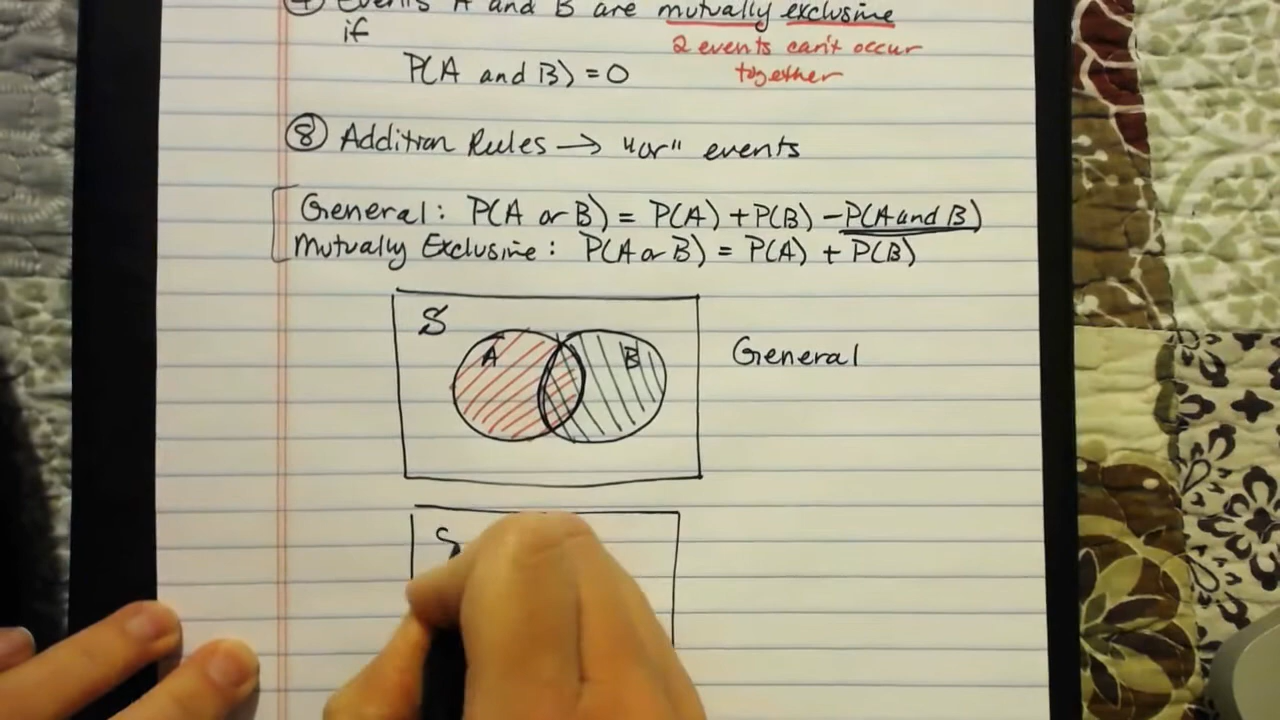 Events A and B are mutually exclusive
if
2 events can't occur
together
P(A and B) = 0
⑧ Addition Rules → "or" events
General: P(A or B) = P(A) + P(B) - P(A and B)
Mutually Exclusive: P(A or B) = P(A) + P(B)
S
A
B
General
S